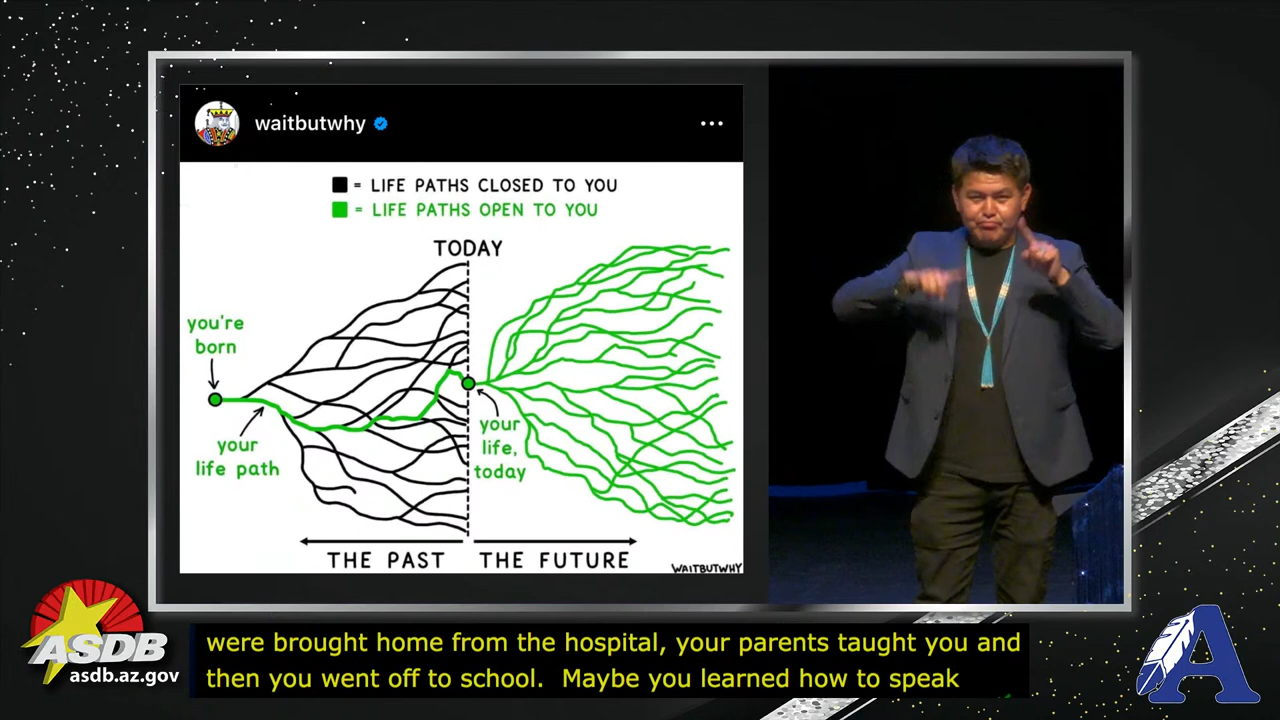 waitbutwhy
= LIFE PATHS CLOSED TO YOU
= LIFE PATHS OPEN TO YOU
TODAY
you're
born
your
life path
your
life,
today
THE PAST
THE FUTURE
WAITBUTWHY
ASDB
asdb.az.gov
A
were brought home from the hospital, your parents taught you and
then you went off to school.  Maybe you learned how to speak